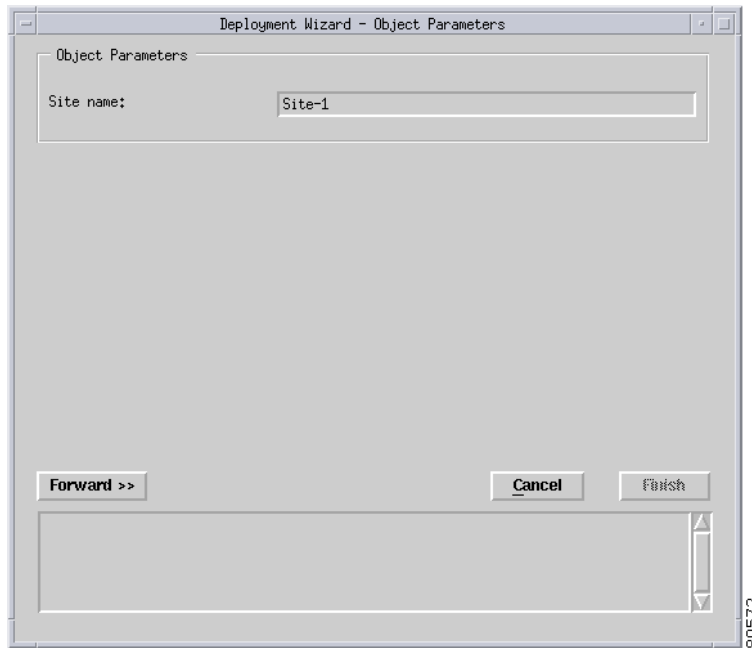 Deployment Wizard - Object Parameters
Object Parameters
Site name:
Site-1
Forward >>
Cancel
Finish